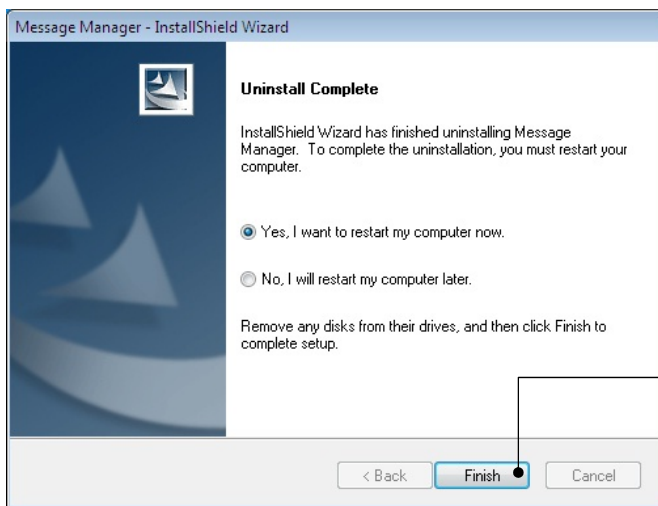 Message Manager - InstallShield Wizard
Uninstall Complete
InstallShield Wizard has finished uninstalling Message
Manager.  To complete the uninstallation, you must restart your
computer.
Yes, I want to restart my computer now.
No, I will restart my computer later.
Remove any disks from their drives, and then click Finish to
complete setup.
< Back Finish Cancel